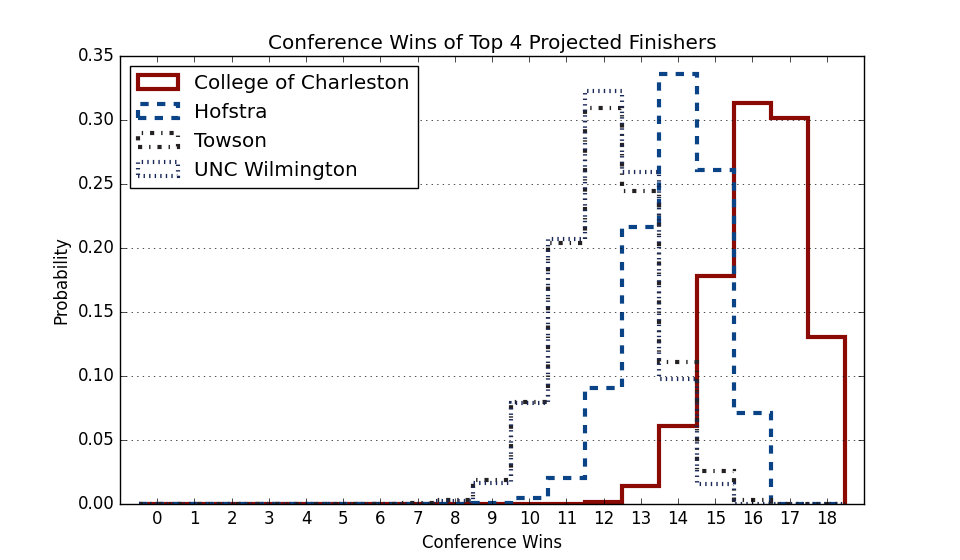 Conference Wins of Top 4 Projected Finishers
0.35
College of Charleston
Hofstra
Towson
UNC Wilmington
0.30
0.25
0.20
Probability
0.15
0.10
0.05
0.00
0 1 2 3 4 5 6 7 8 9 10 11 12 13 14 15 16 17 18
Conference Wins